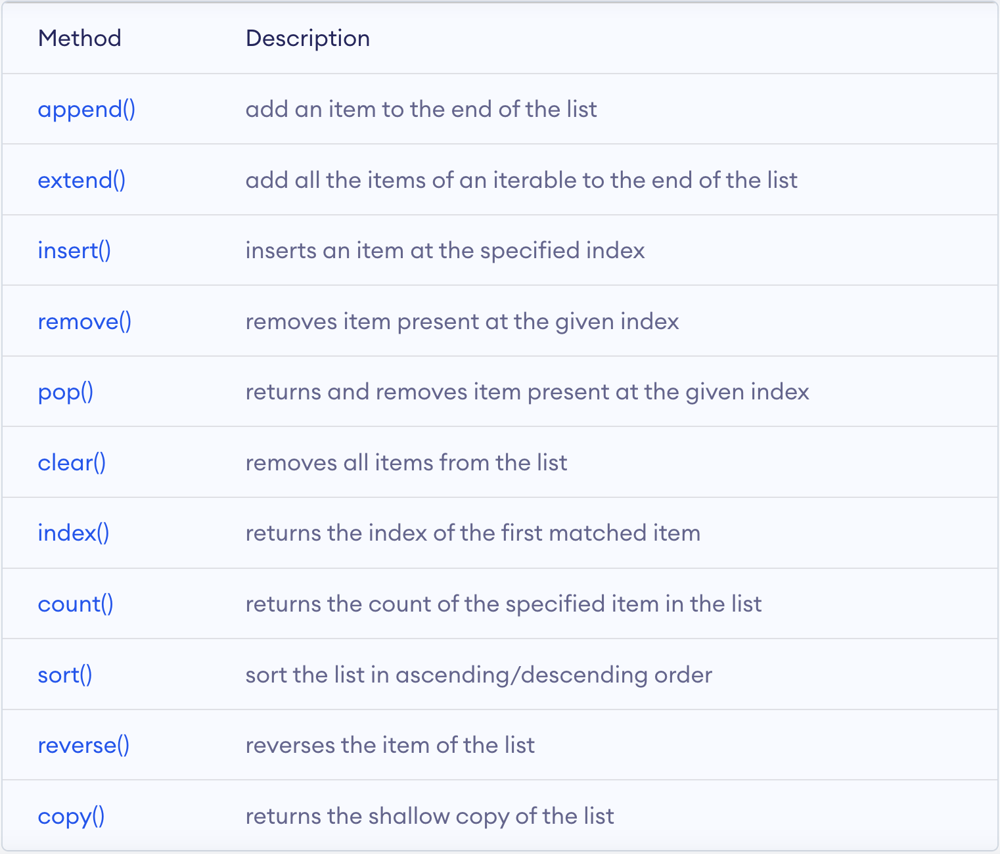 Method Description
append() add an item to the end of the list
extend() add all the items of an iterable to the end of the list
insert() inserts an item at the specified index
remove() removes item present at the given index
pop() returns and removes item present at the given index
clear() removes all items from the list
index() returns the index of the first matched item
count() returns the count of the specified item in the list
sort() sort the list in ascending/descending order
reverse() reverses the item of the list
copy() returns the shallow copy of the list